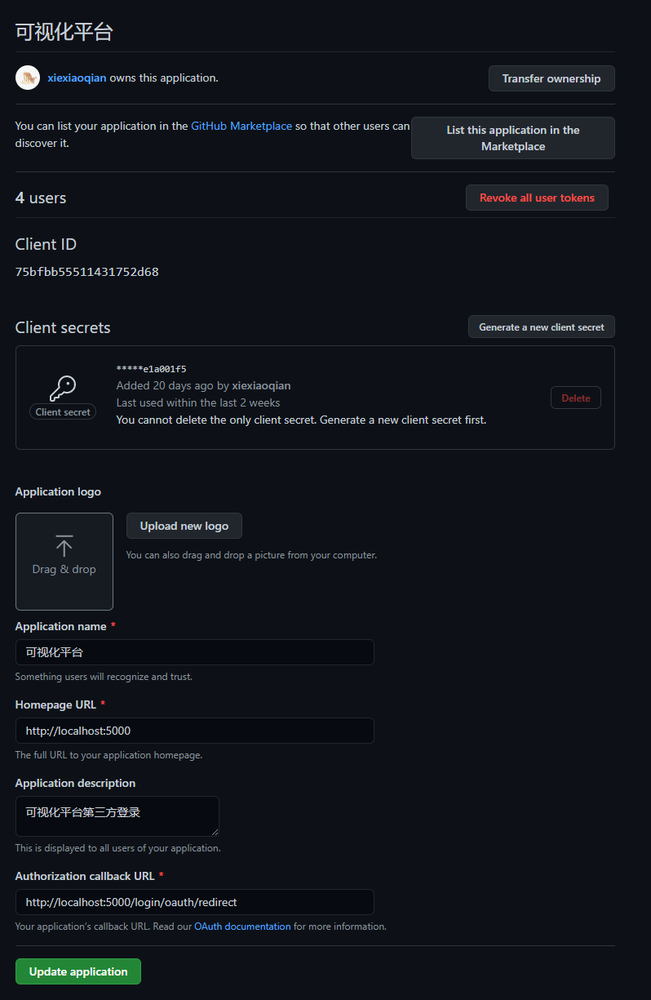 可视化平台
xiexiaoqian owns this application.
Transfer ownership
You can list your application in the GitHub Marketplace so that other users can
discover it.
List this application in the
Marketplace
4 users
Revoke all user tokens
Client ID
75bfbb55511431752d68
Client secrets
Generate a new client secret
*****e1a001f5
Added 20 days ago by xiexiaoqian
Last used within the last 2 weeks
You cannot delete the only client secret. Generate a new client secret first.
Client secret
Delete
Application logo
Drag & drop
Upload new logo
You can also drag and drop a picture from your computer.
Application name *
可视化平台
Something users will recognize and trust.
Homepage URL *
http://localhost:5000
The full URL to your application homepage.
Application description
可视化平台第三方登录
This is displayed to all users of your application.
Authorization callback URL *
http://localhost:5000/login/oauth/redirect
Your application's callback URL. Read our OAuth documentation for more information.
Update application